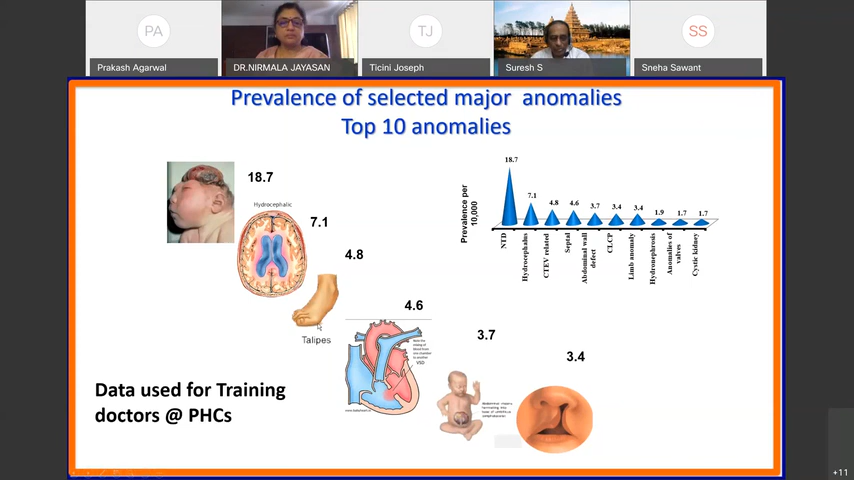 PA
TJ
SS
Prakash Agarwal
DR.NIRMALA JAYASAN
Ticini Joseph
Suresh S
Sneha Sawant
Prevalence of selected major anomalies
Top 10 anomalies
18.7
Hydrocephalic
7.1
4.8
Talipes
4.6
VSD
3.7
3.4
Prevalence per
10,000
18.7
7.1
4.8
4.6
3.7
3.4
3.4
1.9
1.7
1.7
NTD
Hydrocephalus
CTEV related
Septal
Abdominal wall
defect
CLCP
Limb anomaly
Hydronephrosis
Anomalies of
valves
Cystic kidney
Data used for Training
doctors @ PHCs
+11